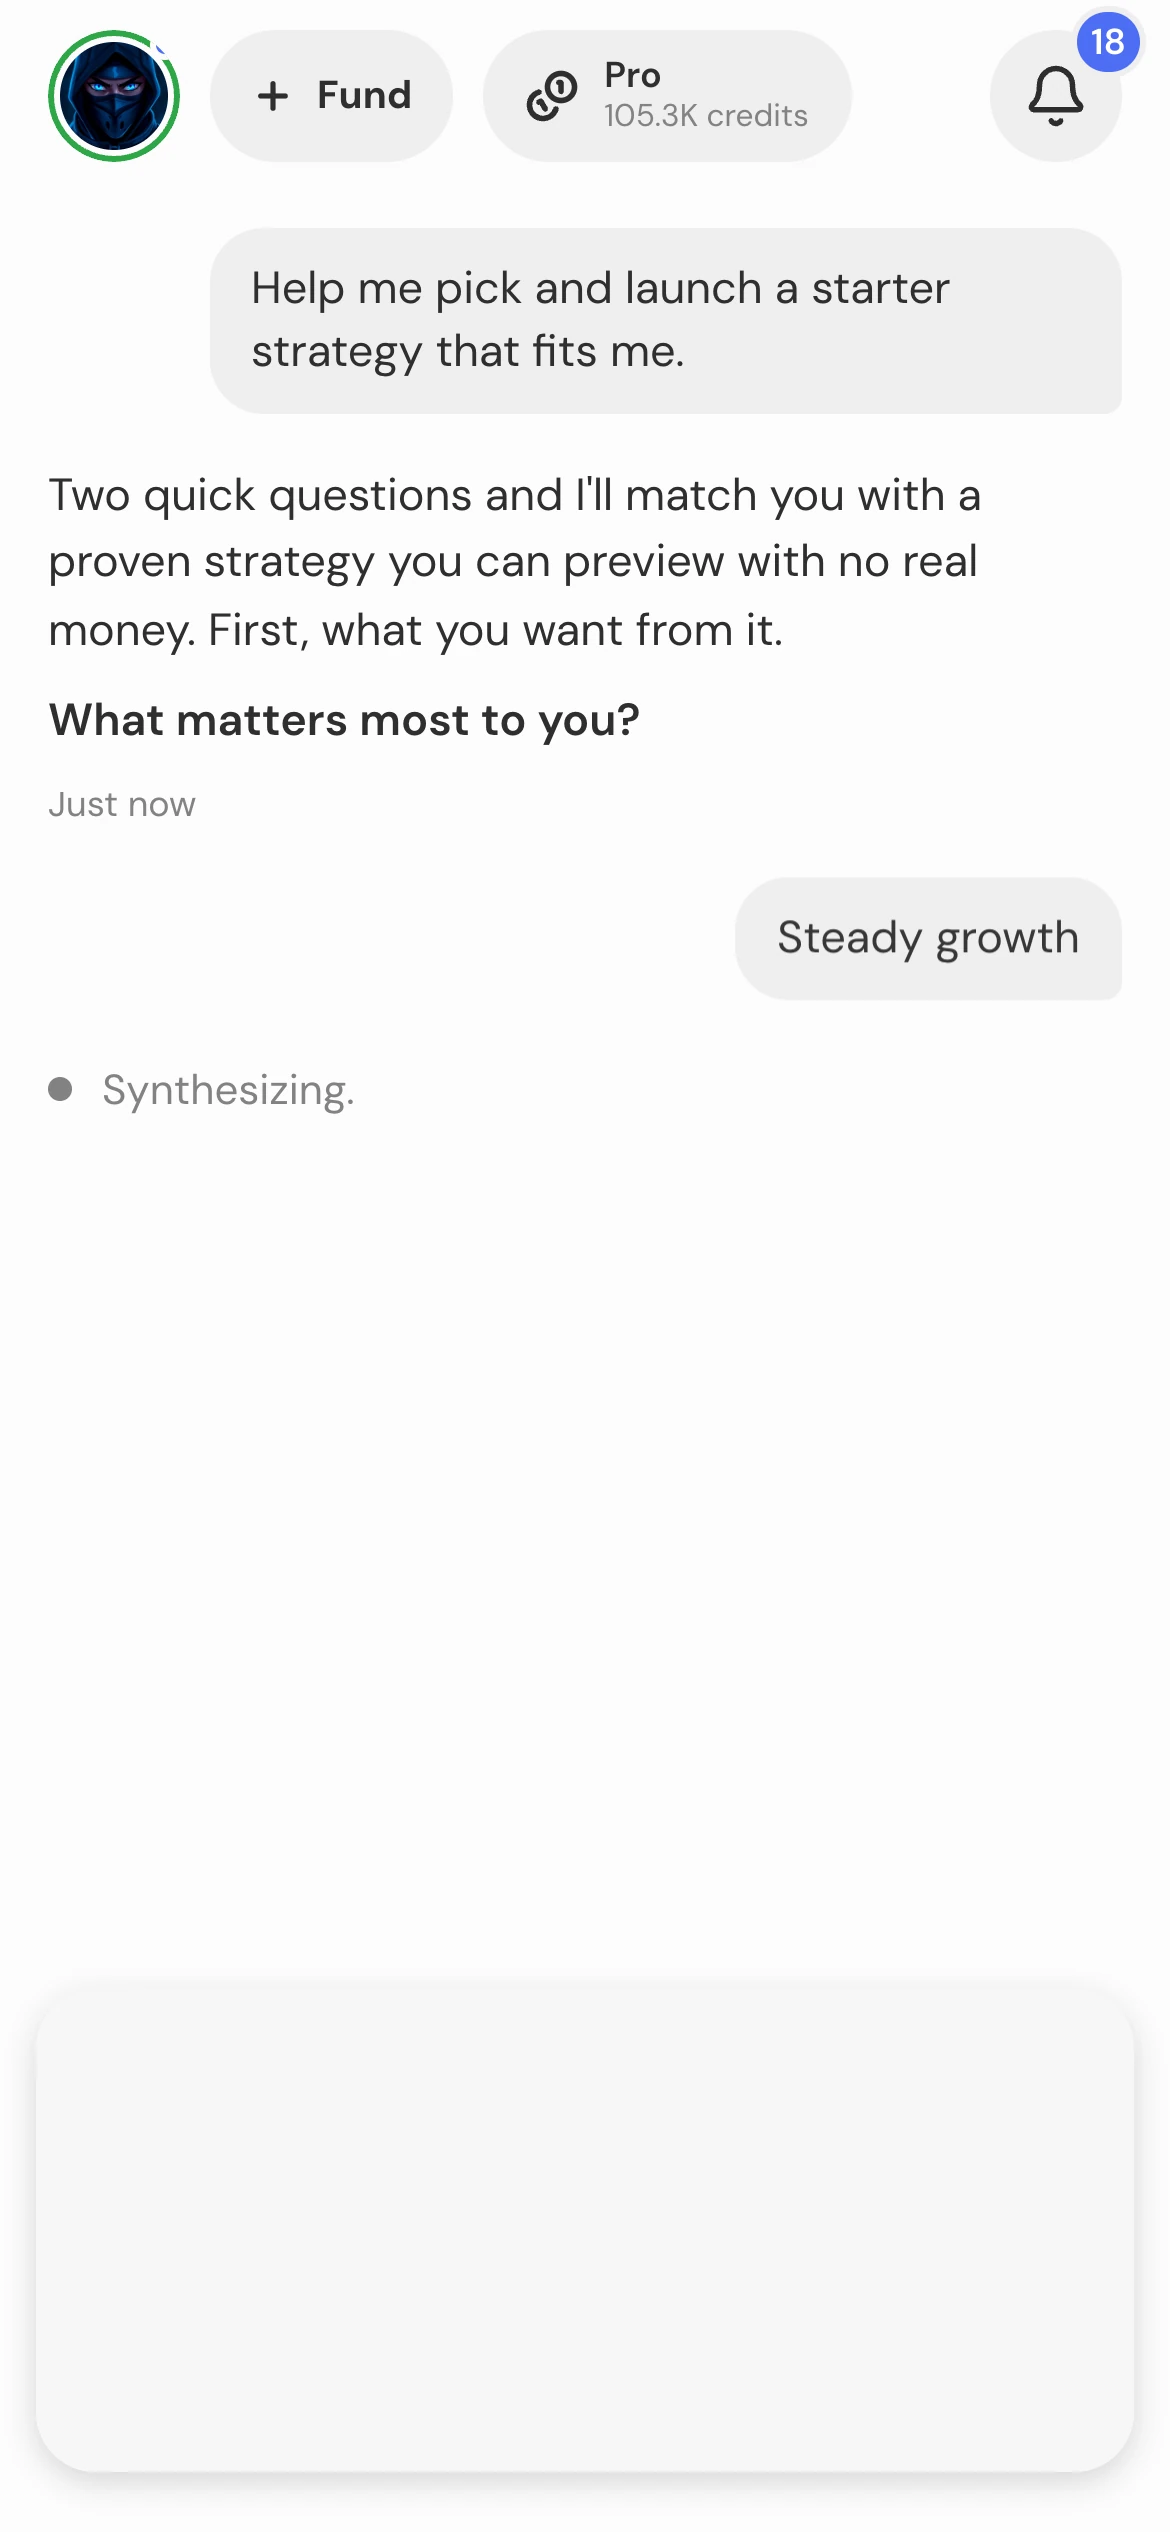 + Fund
Pro
105.3K credits
18
Help me pick and launch a starter
strategy that fits me.
Two quick questions and I'll match you with a
proven strategy you can preview with no real
money. First, what you want from it.
What matters most to you?
Just now
Steady growth
Synthesizing.